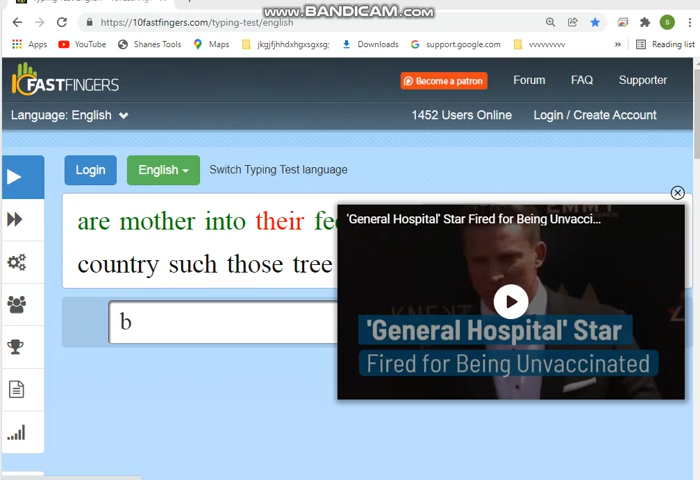 www.BANDICAM.com
https://10fastfingers.com/typing-test/english
Apps YouTube Shanes Tools Maps jkgjfjhhdxhgxsgxsg; Downloads support.google.com vvvvvvvv » Reading list
10FASTFINGERS
Become a patron Forum FAQ Supporter
Language: English 1452 Users Online Login / Create Account
Login English Switch Typing Test language
are mother into their fee
country such those tree
b
'General Hospital' Star Fired for Being Unvacci...
EMMY
'General Hospital' Star
Fired for Being Unvaccinated